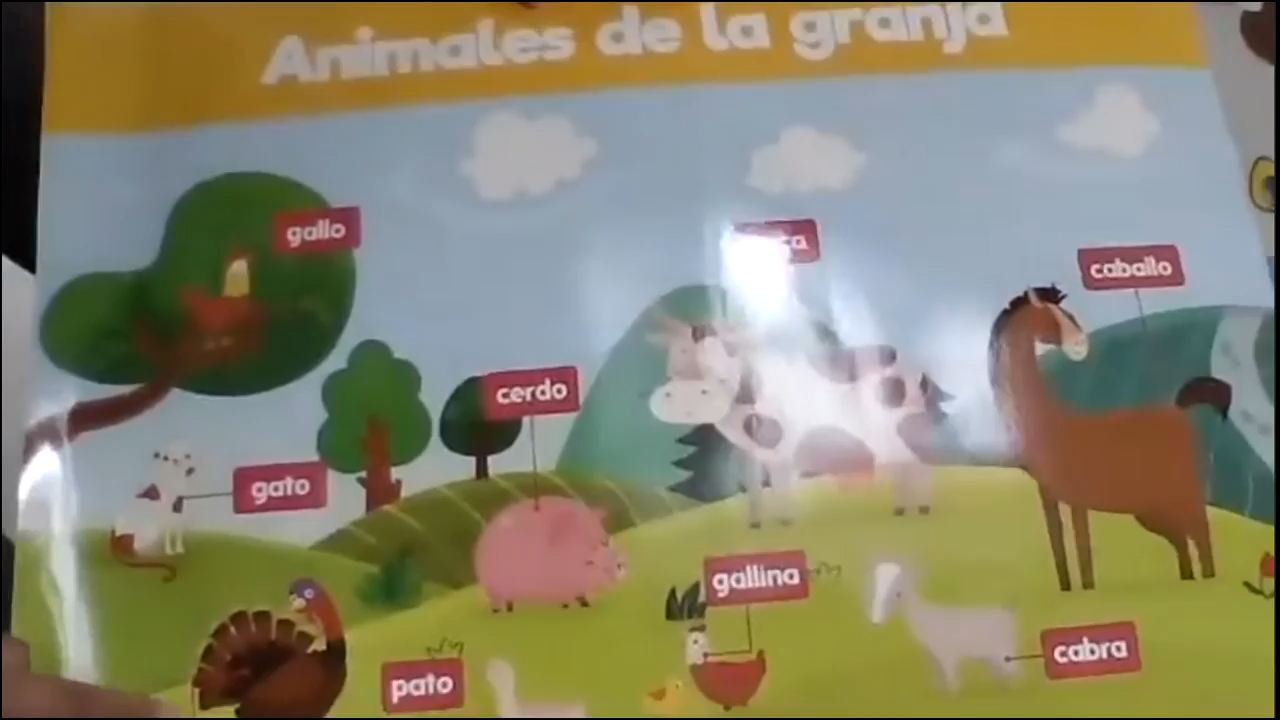 Animales de la granja
gallo
caballo
cerdo
gato
gallina
cabra
pato